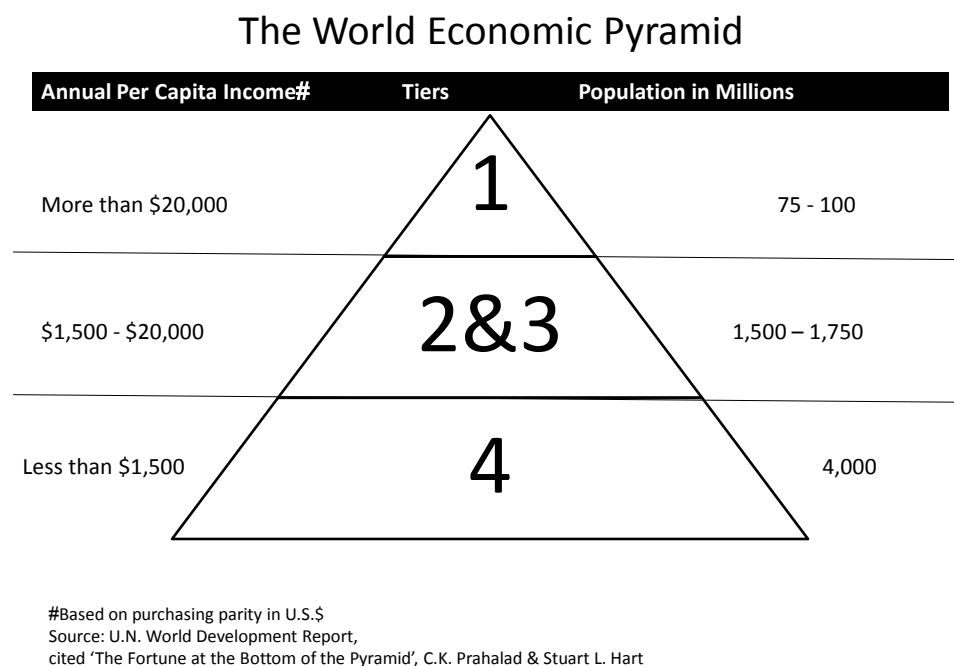 The World Economic Pyramid
Annual Per Capita Income# Tiers Population in Millions
1
More than $20,000 75 - 100
2&3
$1,500 - $20,000 1,500 – 1,750
4
Less than $1,500 4,000
#Based on purchasing parity in U.S.$
Source: U.N. World Development Report,
cited ‘The Fortune at the Bottom of the Pyramid’, C.K. Prahalad & Stuart L. Hart